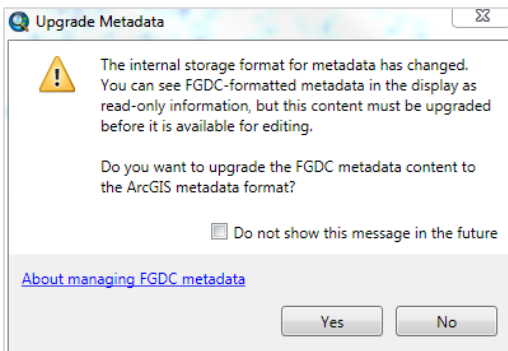 Upgrade Metadata
The internal storage format for metadata has changed.
You can see FGDC-formatted metadata in the display as
read-only information, but this content must be upgraded
before it is available for editing.
Do you want to upgrade the FGDC metadata content to
the ArcGIS metadata format?
Do not show this message in the future
About managing FGDC metadata
Yes No